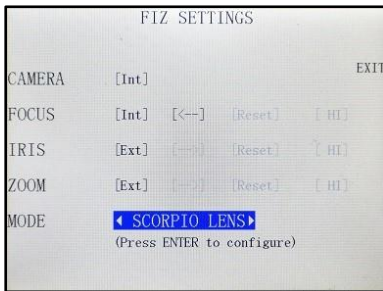 FIZ SETTINGS
EXIT
CAMERA [Int]
FOCUS [Int] [<--] [Reset] [ HI]
IRIS [Ext] [-->] [Reset] [ HI]
ZOOM [Ext] [-->] [Reset] [ HI]
MODE ◀ SCORPIO LENS▶
(Press ENTER to configure)